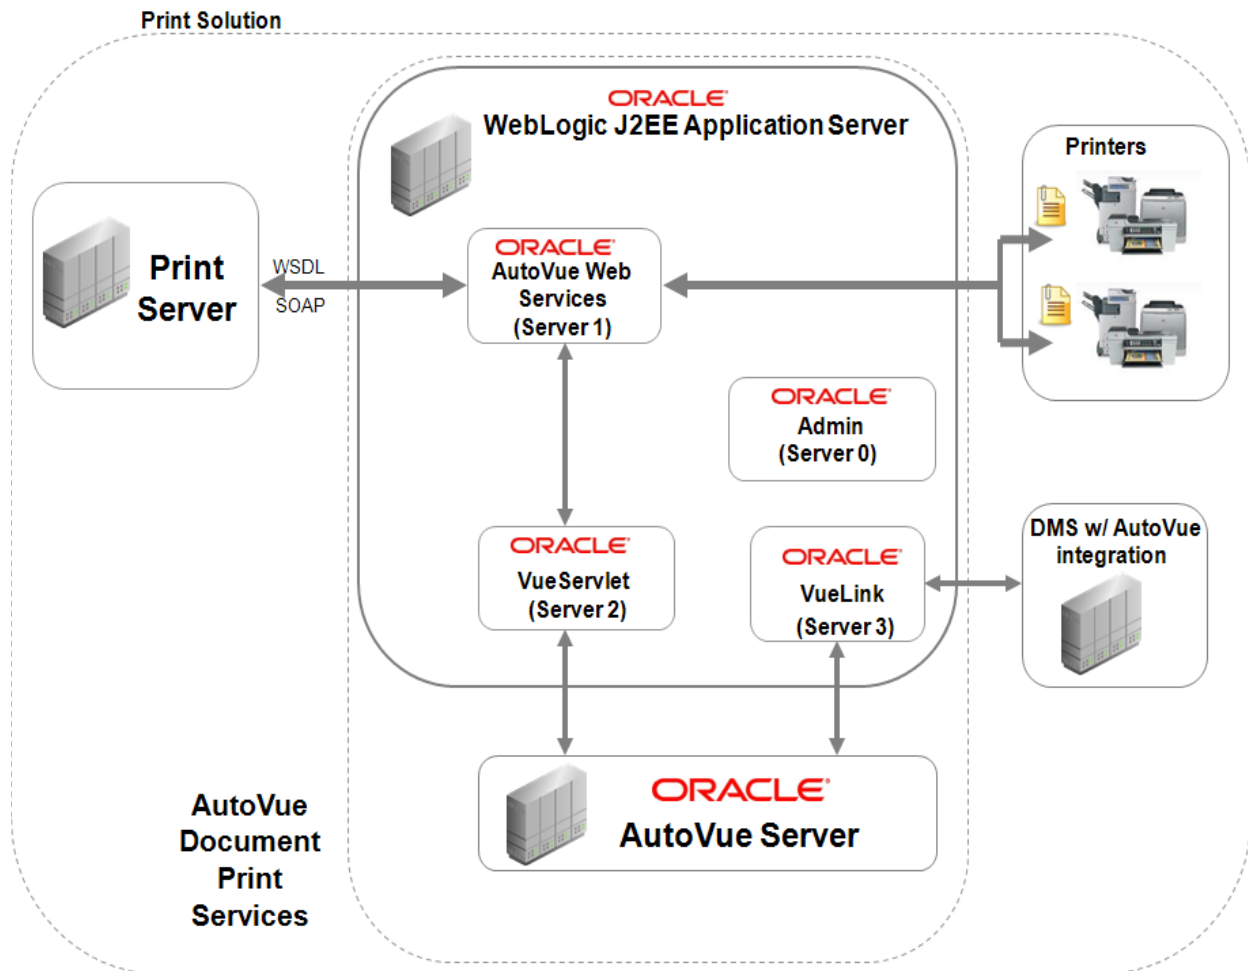 Print Solution
ORACLE
WebLogic J2EE Application Server
Printers
Print
Server
WSDL
SOAP
ORACLE
AutoVue Web
Services
(Server 1)
ORACLE
Admin
(Server 0)
ORACLE
VueServlet
(Server 2)
ORACLE
VueLink
(Server 3)
DMS w/ AutoVue
integration
ORACLE
AutoVue Server
AutoVue
Document
Print
Services